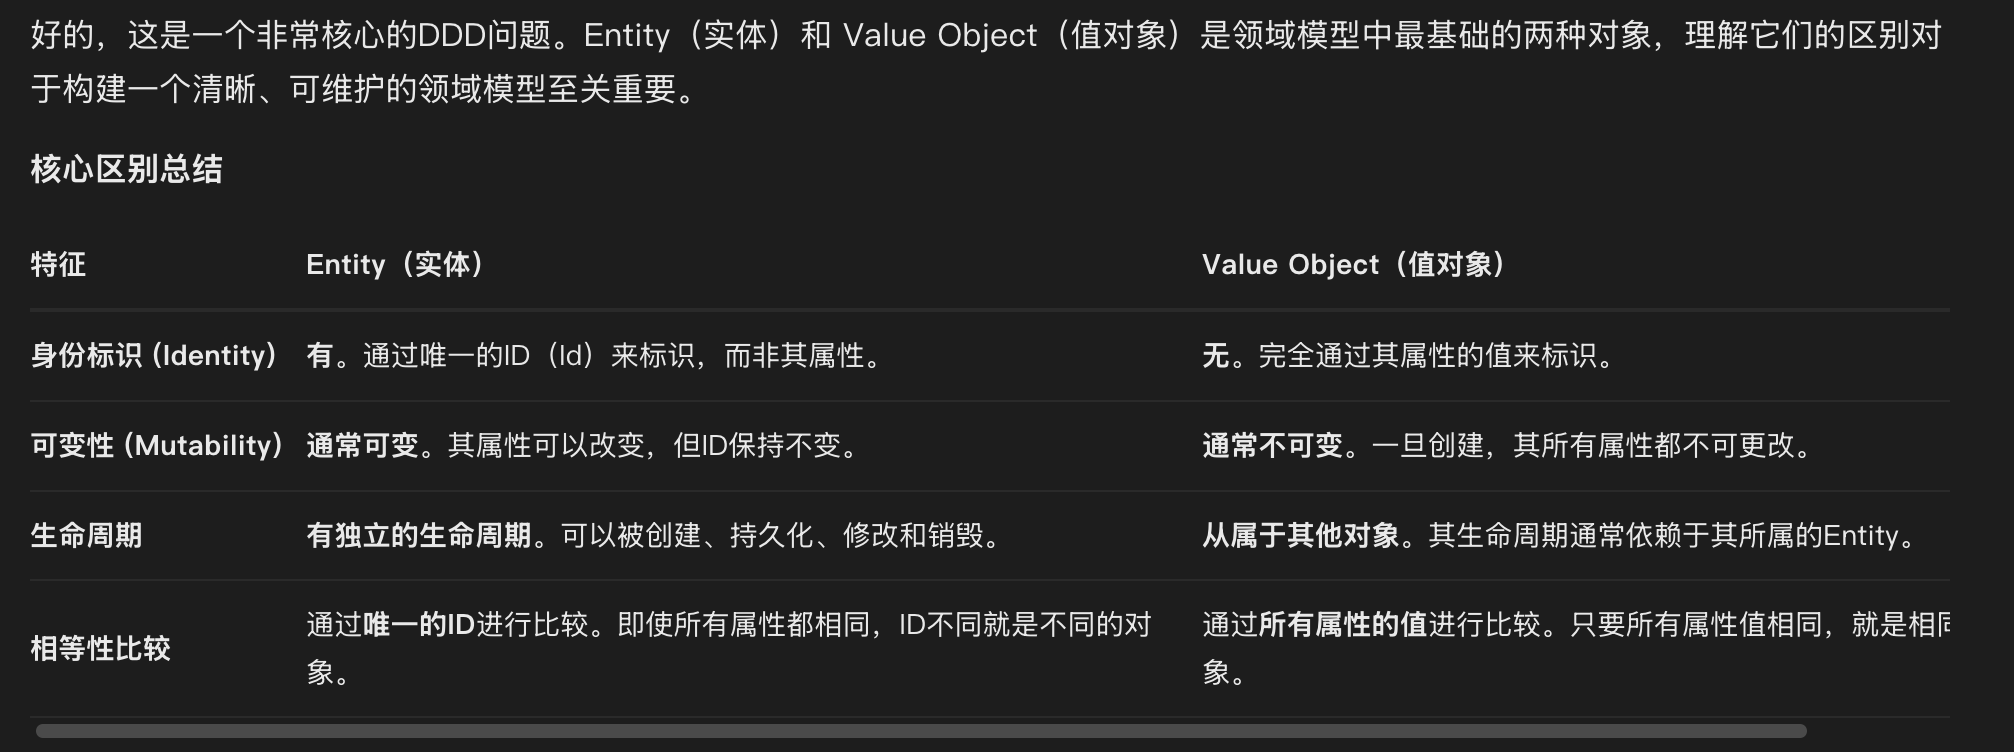 好的，这是一个非常核心的DDD问题。Entity（实体）和 Value Object（值对象）是领域模型中最基础的两种对象，理解它们的区别对
于构建一个清晰、可维护的领域模型至关重要。
核心区别总结
特征 Entity（实体） Value Object（值对象）
身份标识 (Identity) 有。通过唯一的ID（Id）来标识，而非其属性。 无。完全通过其属性的值来标识。
可变性 (Mutability) 通常可变。其属性可以改变，但ID保持不变。 通常不可变。一旦创建，其所有属性都不可更改。
生命周期 有独立的生命周期。可以被创建、持久化、修改和销毁。 从属于其他对象。其生命周期通常依赖于其所属的Entity。
相等性比较 通过唯一的ID进行比较。即使所有属性都相同，ID不同就是不同的对 通过所有属性的值进行比较。只要所有属性值相同，就是相同
象。 象。